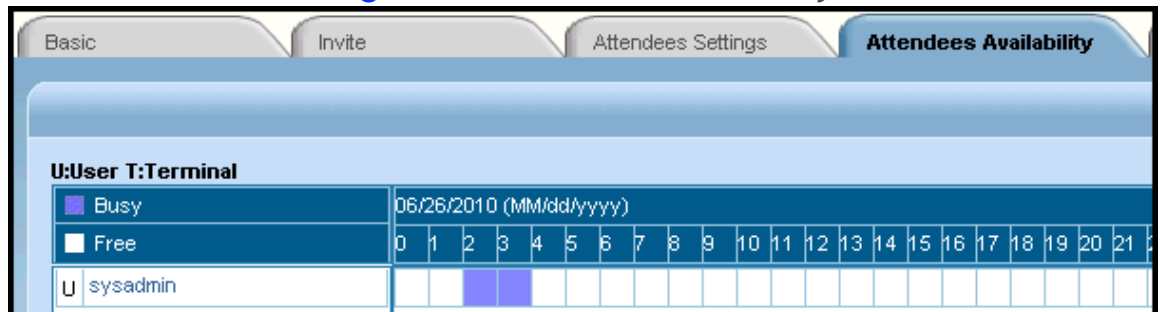 Basic Invite Attendees Settings Attendees Availability
U:User T:Terminal
Busy 06/26/2010 (MM/dd/yyyy)
Free 0 1 2 3 4 5 6 7 8 9 10 11 12 13 14 15 16 17 18 19 20 21
U sysadmin